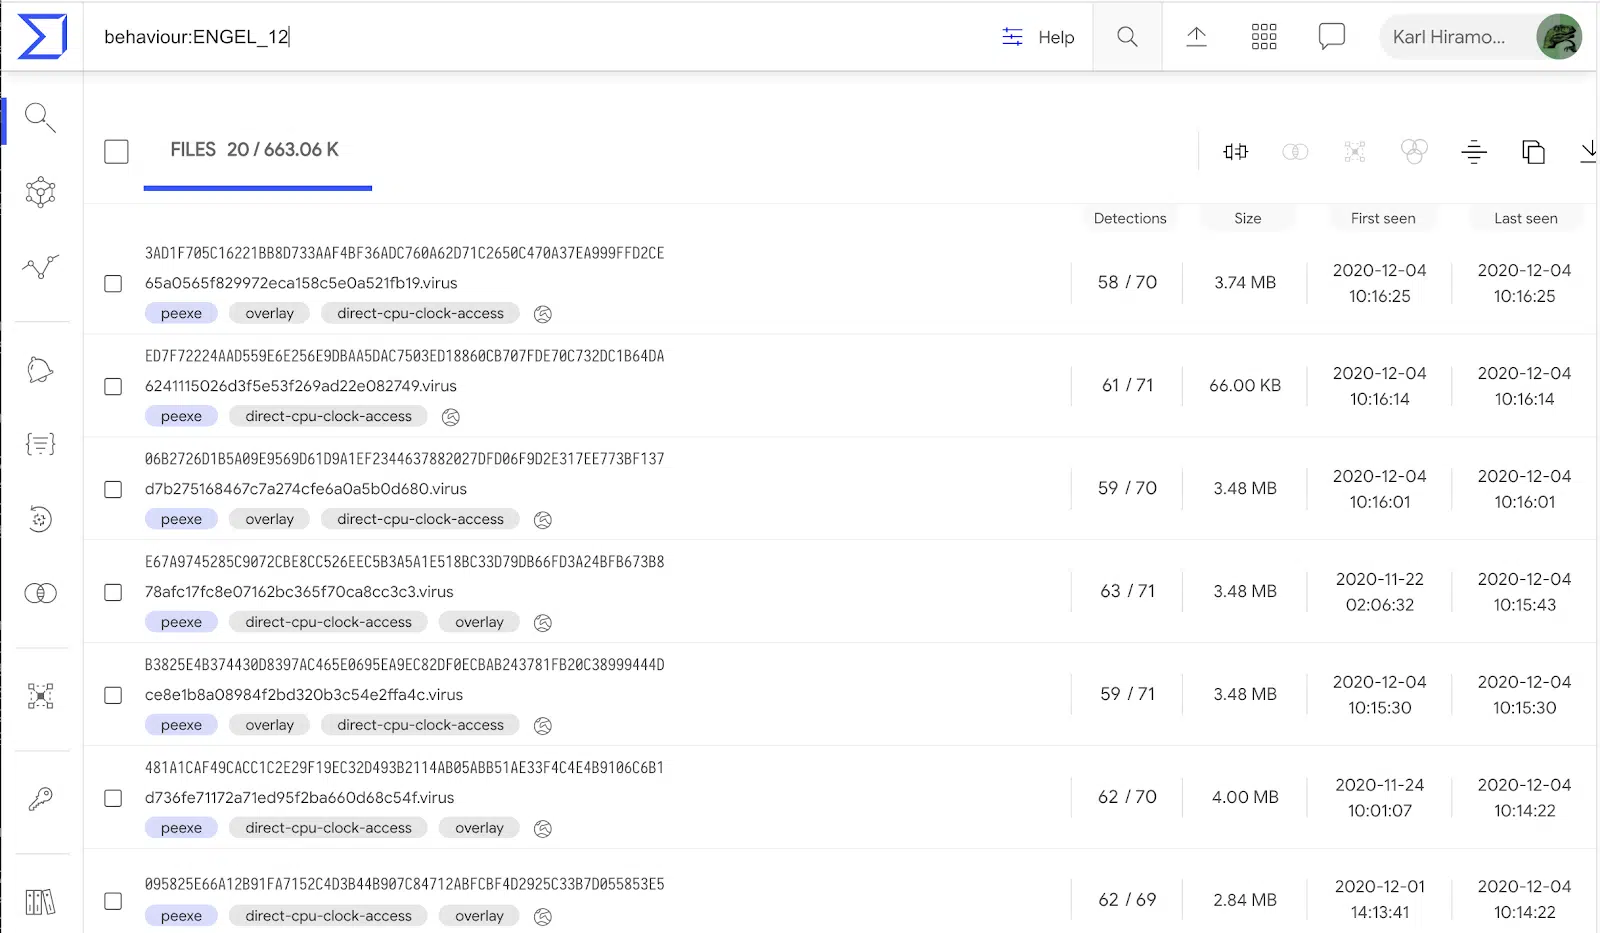 behaviour:ENGEL_12
Help
Karl Hiramo...
FILES 20 / 663.06 K
Detections Size First seen Last seen
3AD1F705C16221BB8D733AAF4BF36ADC760A62D71C2650C470A37EA999FFD2CE
65a0565f829972eca158c5e0a521fb19.virus
58 / 70 3.74 MB 2020-12-04 10:16:25 2020-12-04 10:16:25
peexe overlay direct-cpu-clock-access
ED7F72224AAD559E6E256E9DBAA5DAC7503ED18860CB707FDE70C732DC1B64DA
6241115026d3f5e53f269ad22e082749.virus
61 / 71 66.00 KB 2020-12-04 10:16:14 2020-12-04 10:16:14
peexe direct-cpu-clock-access
06B2726D1B5A09E9569D61D9A1EF2344637882027DFD06F9D2E317EE773BF137
d7b275168467c7a274cfe6a0a5b0d680.virus
59 / 70 3.48 MB 2020-12-04 10:16:01 2020-12-04 10:16:01
peexe overlay direct-cpu-clock-access
E67A9745285C9072CBE8CC526EEC5B3A5A1E518BC33D79DB66FD3A24BFB673B8
78afc17fc8e07162bc365f70ca8cc3c3.virus
63 / 71 3.48 MB 2020-11-22 02:06:32 2020-12-04 10:15:43
peexe direct-cpu-clock-access overlay
B3825E4B374430D8397AC465E0695EA9EC82DF0ECBAB243781FB20C38999444D
ce8e1b8a08984f2bd320b3c54e2ffa4c.virus
59 / 71 3.48 MB 2020-12-04 10:15:30 2020-12-04 10:15:30
peexe overlay direct-cpu-clock-access
481A1CAF49CACC1C2E29F19EC32D493B2114AB05ABB51AE33F4C4E4B9106C6B1
d736fe71172a71ed95f2ba660d68c54f.virus
62 / 70 4.00 MB 2020-11-24 10:01:07 2020-12-04 10:14:22
peexe direct-cpu-clock-access overlay
095825E66A12B91FA7152C4D3B44B907C84712ABFCBF4D2925C33B7D055853E5
62 / 69 2.84 MB 2020-12-01 14:13:41 2020-12-04 10:14:22
peexe direct-cpu-clock-access overlay